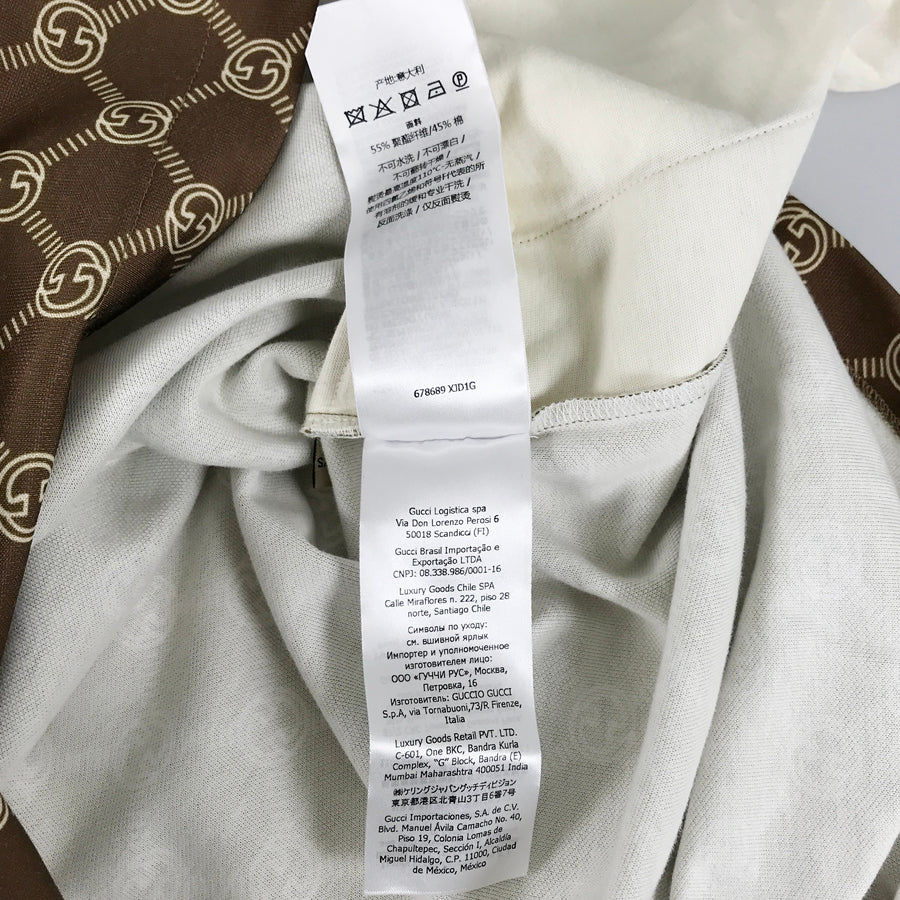 产地:意大利
面料
55% 聚酯纤维/45% 棉
不可水洗 / 不可漂白 /
不可翻转干燥 /
熨烫最高温度110℃-无蒸汽 /
使用四氯乙烯和符号F代表的所
有溶剂的缓和专业干洗 /
反面洗涤 / 仅反面熨烫
678689 XJD1G
Gucci Logistica spa
Via Don Lorenzo Perosi 6
50018 Scandicci (FI)
Gucci Brasil Importação e
Exportação LTDA
CNPJ: 08.338.986/0001-16
Luxury Goods Chile SPA
Calle Miraflores n. 222, piso 28
norte, Santiago Chile
Символы по уходу:
см. вшивной ярлык
Импортер и уполномоченное
изготовителем лицо:
ООО «ГУЧЧИ РУС», Москва,
Петровка, 16
Изготовитель: GUCCIO GUCCI
S.p.A, via Tornabuoni,73/R Firenze,
Italia
Luxury Goods Retail PVT. LTD.
C-601, One BKC, Bandra Kurla
Complex, "G" Block, Bandra (E)
Mumbai Maharashtra 400051 India
㈱ケリングジャパングッチディビジョン
東京都港区北青山3丁目6番7号
Gucci Importaciones, S.A. de C.V.
Blvd. Manuel Ávila Camacho No. 40,
Piso 19, Colonia Lomas de
Chapultepec, Sección I, Alcaldía
Miguel Hidalgo, C.P. 11000, Ciudad
de México, México